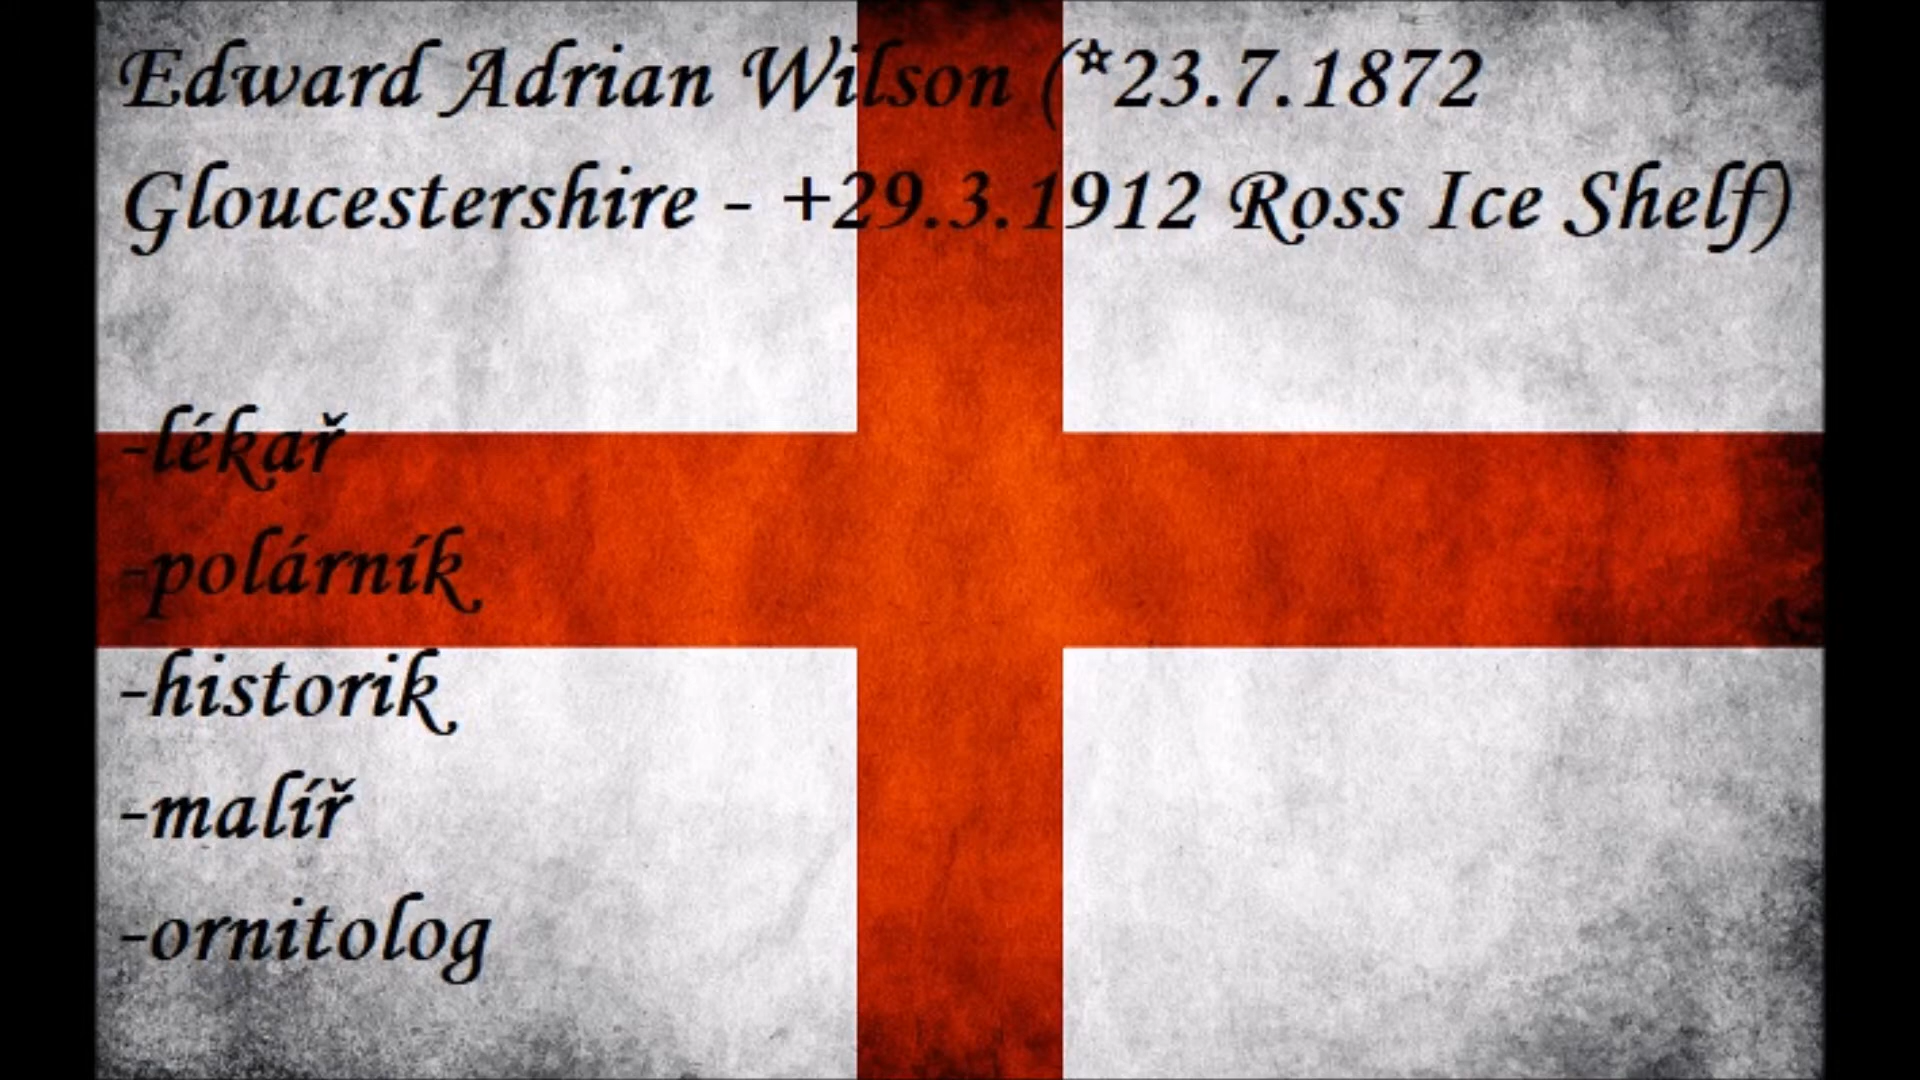 Edward Adrian Wilson (*23.7.1872
Gloucestershire - +29.3.1912 Ross Ice Shelf)
-lékař
-polárník
-historik
-malíř
-ornitolog